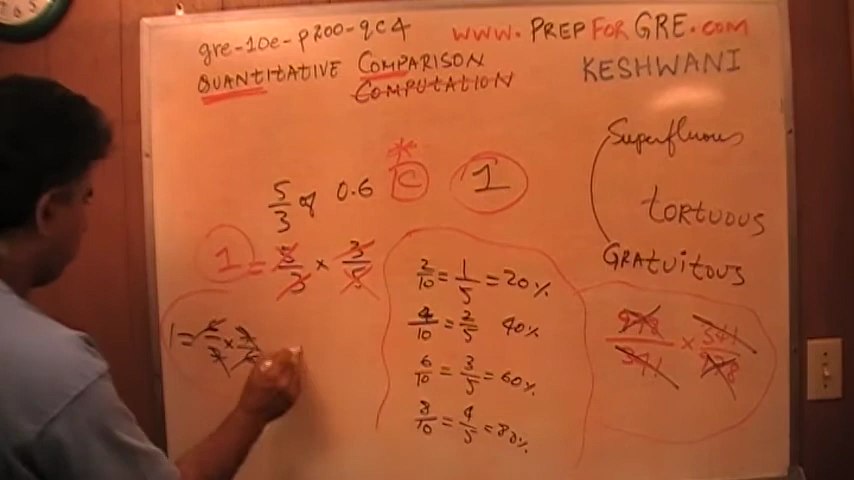 gre-10e-p200-qc4
www.PREPFORGRE.COM
QUANTITATIVE COMPARISON
COMPUTATION
KESHWANI
Superfluous
TORTUOUS
GRATUITOUS
5/3 of 0.6 * C 1
1 = 5/3 × 3/5
2/10 = 1/5 = 20%
4/10 = 2/5 40%
6/10 = 3/5 = 60%
8/10 = 4/5 = 80%